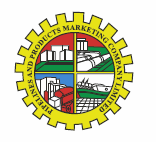 PIPELINES AND PRODUCTS MARKETING COMPANY LIMITED